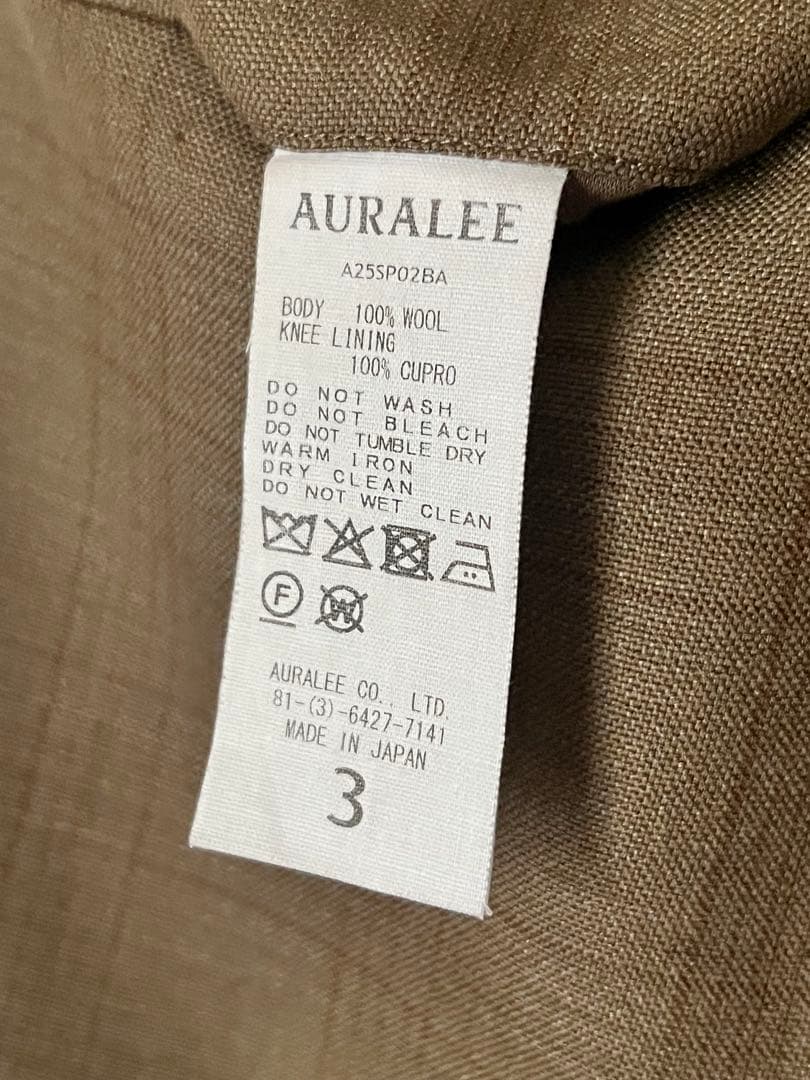 AURALEE
A25SP02BA
BODY 100% WOOL
KNEE LINING
100% CUPRO
DO NOT WASH
DO NOT BLEACH
DO NOT TUMBLE DRY
WARM IRON
DRY CLEAN
DO NOT WET CLEAN
F W
AURALEE CO., LTD.
81-(3)-6427-7141
MADE IN JAPAN
3